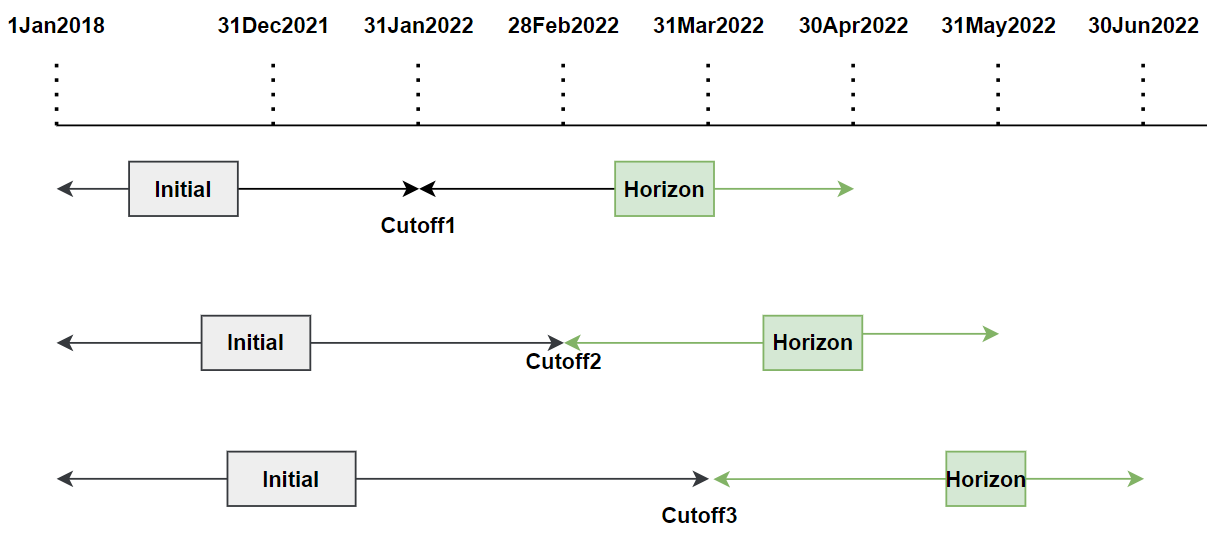 1Jan2018 31Dec2021 31Jan2022 28Feb2022 31Mar2022 30Apr2022 31May2022 30Jun2022
Initial Horizon
Cutoff1
Initial Horizon
Cutoff2
Initial Horizon
Cutoff3